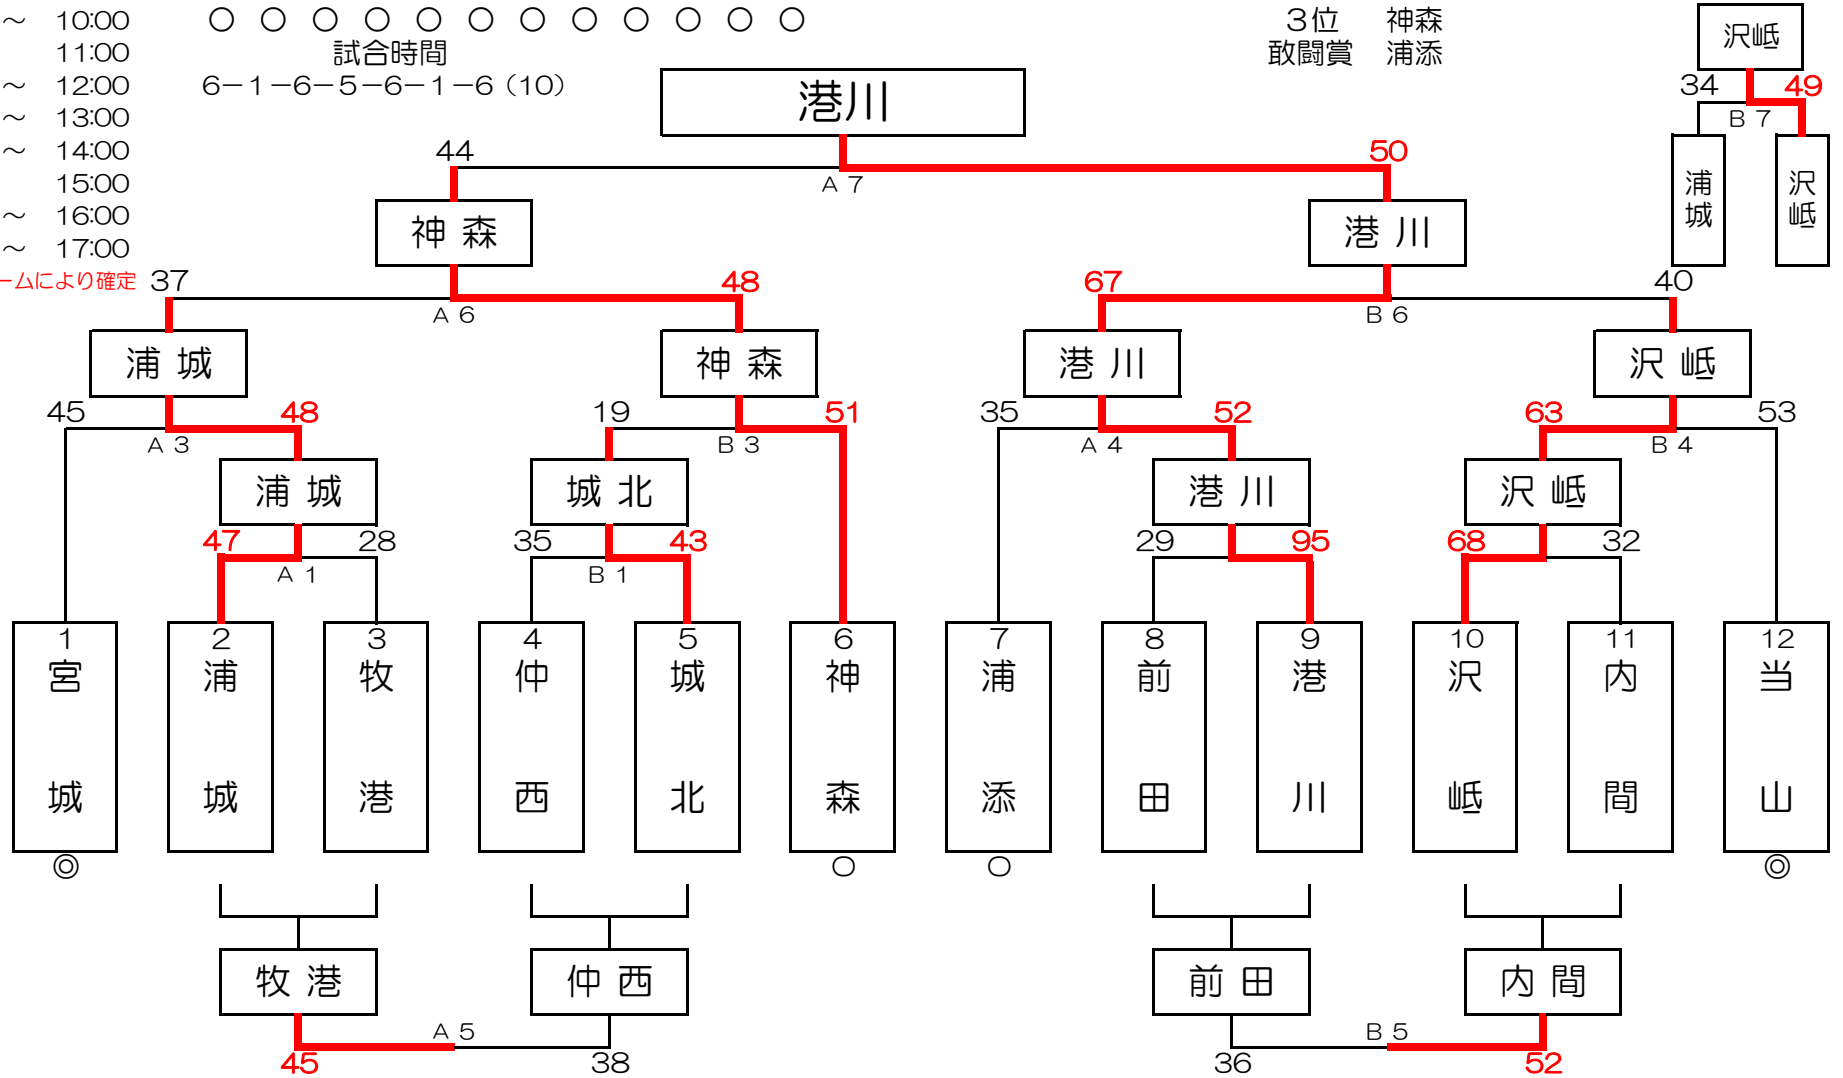 ～ 10:00 ○ ○ ○ ○ ○ ○ ○ ○ ○ ○ ○ ○ 3位 神森
11:00 試合時間 敢闘賞 浦添 沢岻
～ 12:00 6－1－6－5－6－1－6（10） 港川 34 49
～ 13:00 B 7
～ 14:00 44 50
15:00 A 7 浦城 沢岻
～ 16:00
～ 17:00 神森 港川
ームにより確定 37 48 67 40
A 6 B 6
浦城 神森 港川 沢岻
45 48 19 51 35 52 63 53
A 3 B 3 A 4 B 4
浦城 城北 港川 沢岻
47 28 35 43 29 95 68 32
A 1 B 1
1 2 3 4 5 6 7 8 9 10 11 12
宮城 浦城 牧港 仲西 城北 神森 浦添 前田 港川 沢岻 内間 当山
◎ ○ ○ ◎
牧港 仲西 前田 内間
A 5 B 5
45 38 36 52